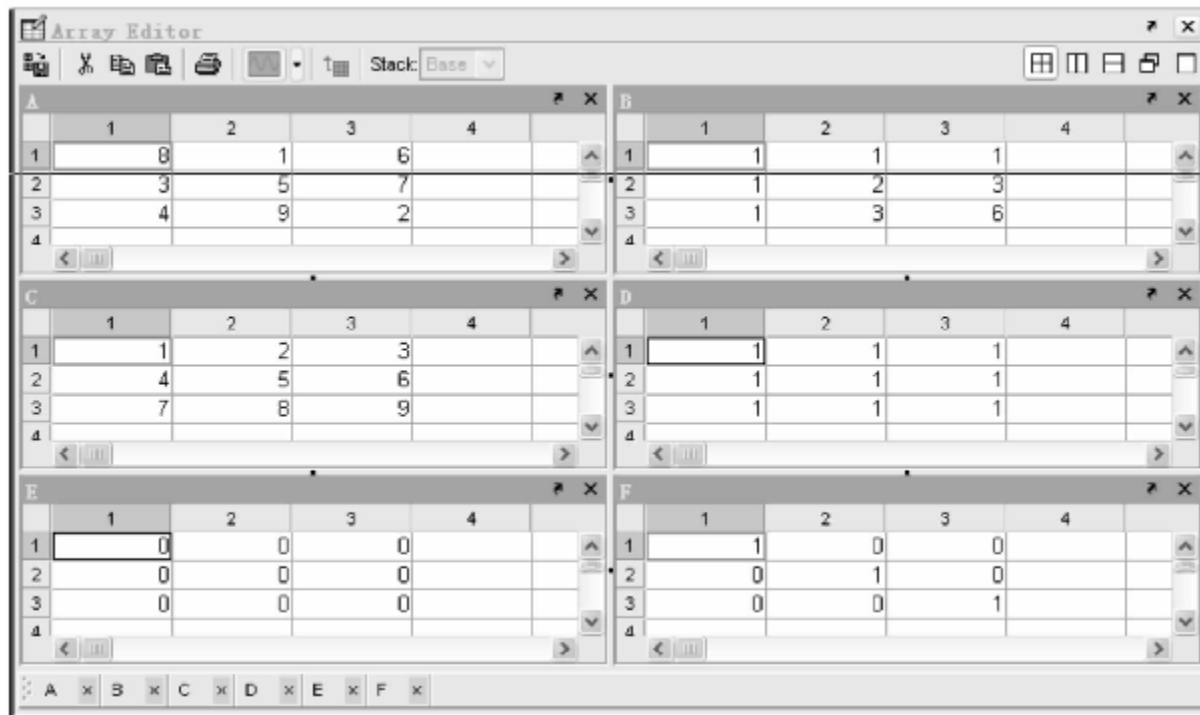 Array Editor
Stack: Base
A
1 2 3 4
1 8 1 6
2 3 5 7
3 4 9 2
4
B
1 2 3 4
1 1 1 1
2 1 2 3
3 1 3 6
4
C
1 2 3 4
1 1 2 3
2 4 5 6
3 7 8 9
4
D
1 2 3 4
1 1 1 1
2 1 1 1
3 1 1 1
4
E
1 2 3 4
1 0 0 0
2 0 0 0
3 0 0 0
4
F
1 2 3 4
1 1 0 0
2 0 1 0
3 0 0 1
4
A B C D E F